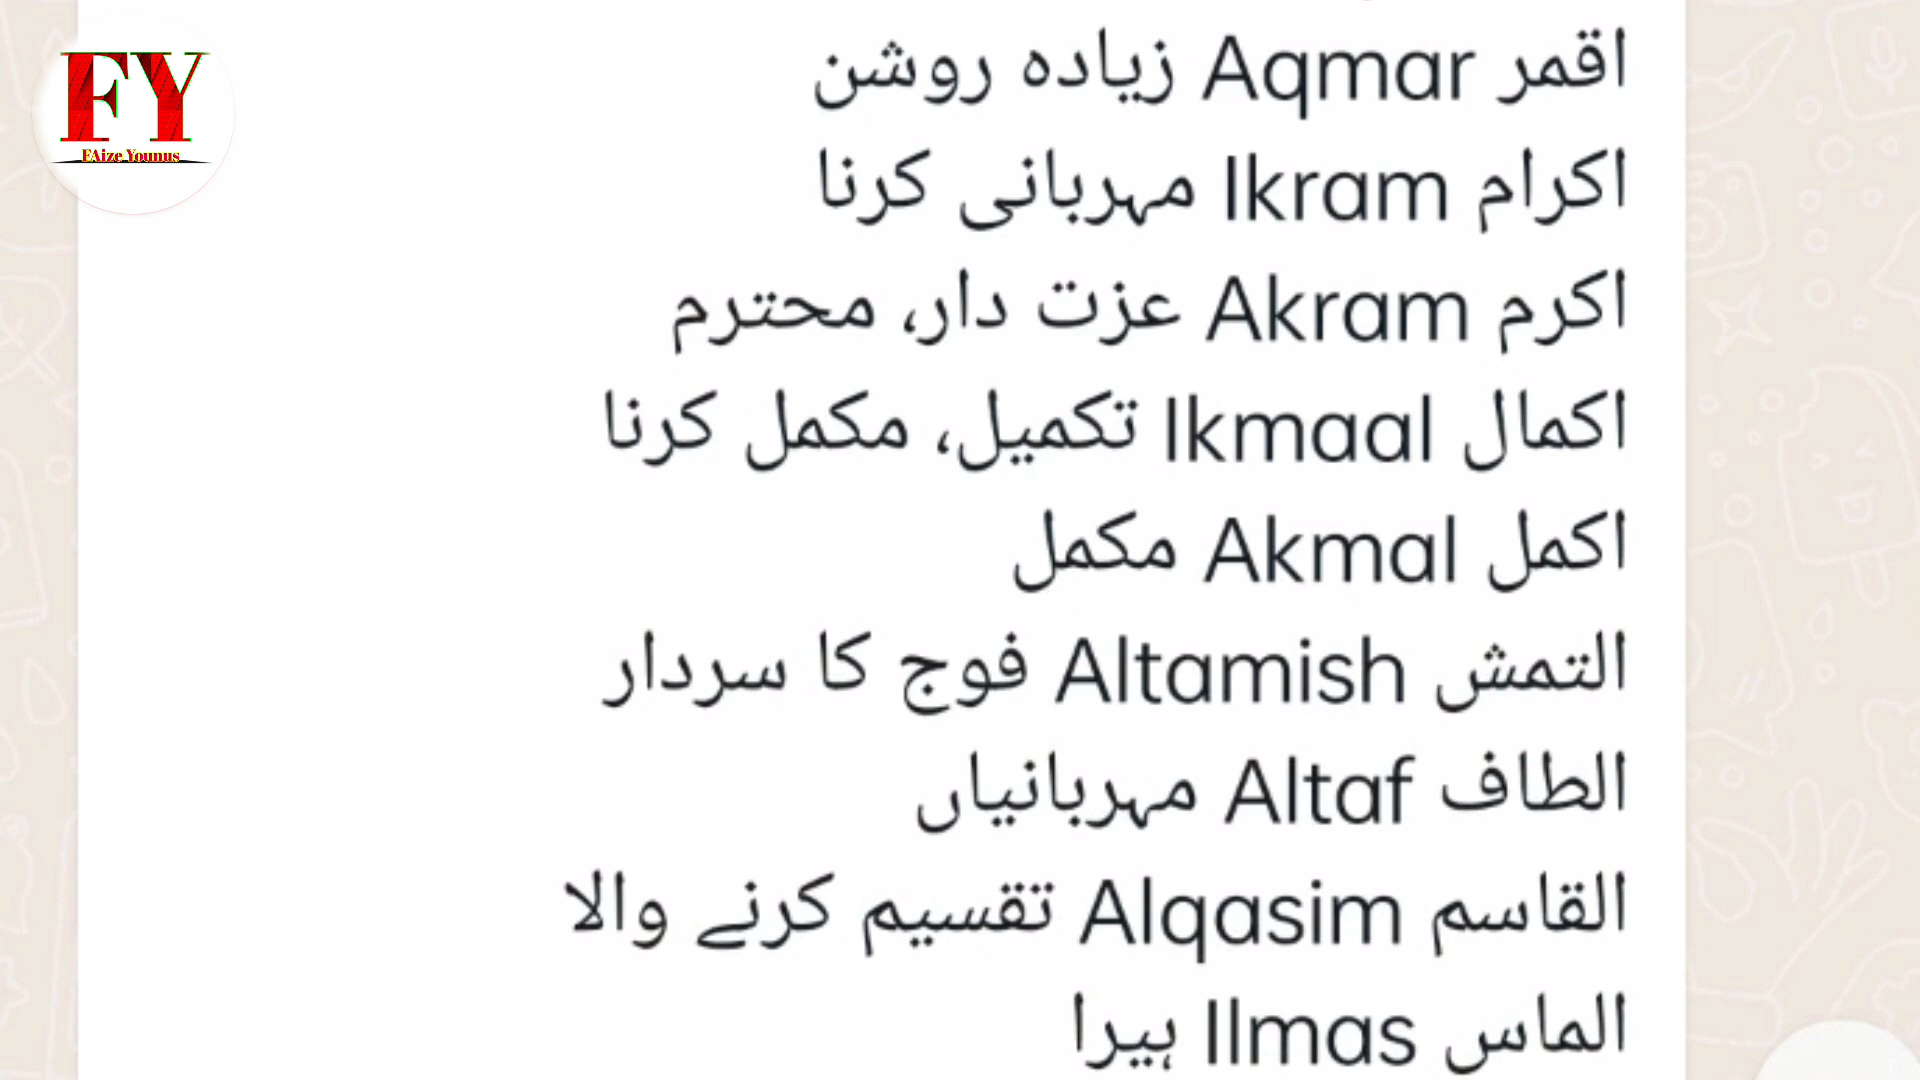 FY
FAize Younus
اقمر Aqmar زیادہ روشن
اکرام Ikram مہربانی کرنا
اکرم Akram عزت دار، محترم
اکمال Ikmaal تکمیل، مکمل کرنا
اکمل Akmal مکمل
التمش Altamish فوج کا سردار
الطاف Altaf مہربانیاں
القاسم Alqasim تقسیم کرنے والا
الماس Ilmas ہیرا